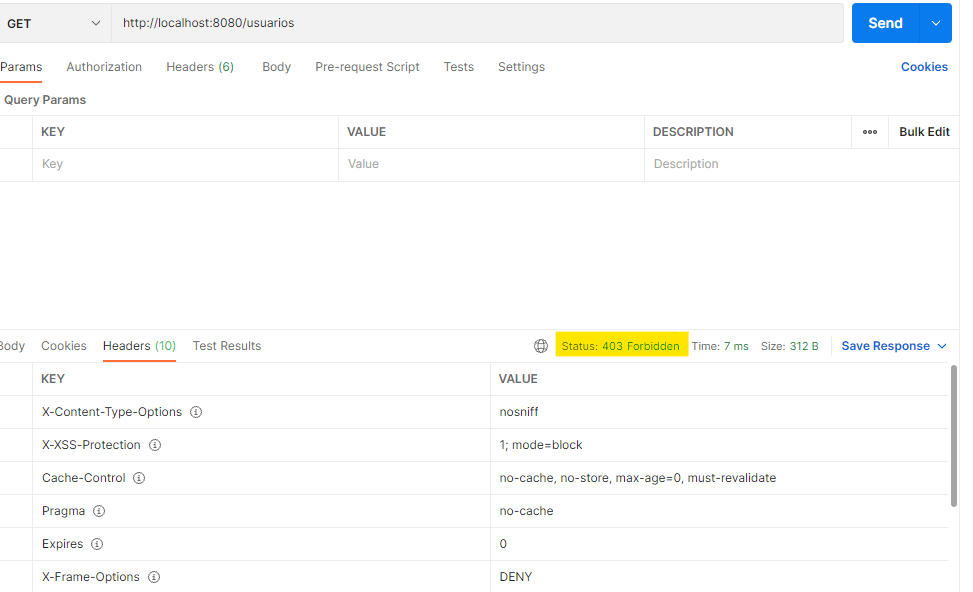 GET http://localhost:8080/usuarios Send
Params Authorization Headers (6) Body Pre-request Script Tests Settings Cookies
Query Params
KEY VALUE DESCRIPTION Bulk Edit
Key Value Description
Body Cookies Headers (10) Test Results Status: 403 Forbidden Time: 7 ms Size: 312 B Save Response
KEY VALUE
X-Content-Type-Options nosniff
X-XSS-Protection 1; mode=block
Cache-Control no-cache, no-store, max-age=0, must-revalidate
Pragma no-cache
Expires 0
X-Frame-Options DENY